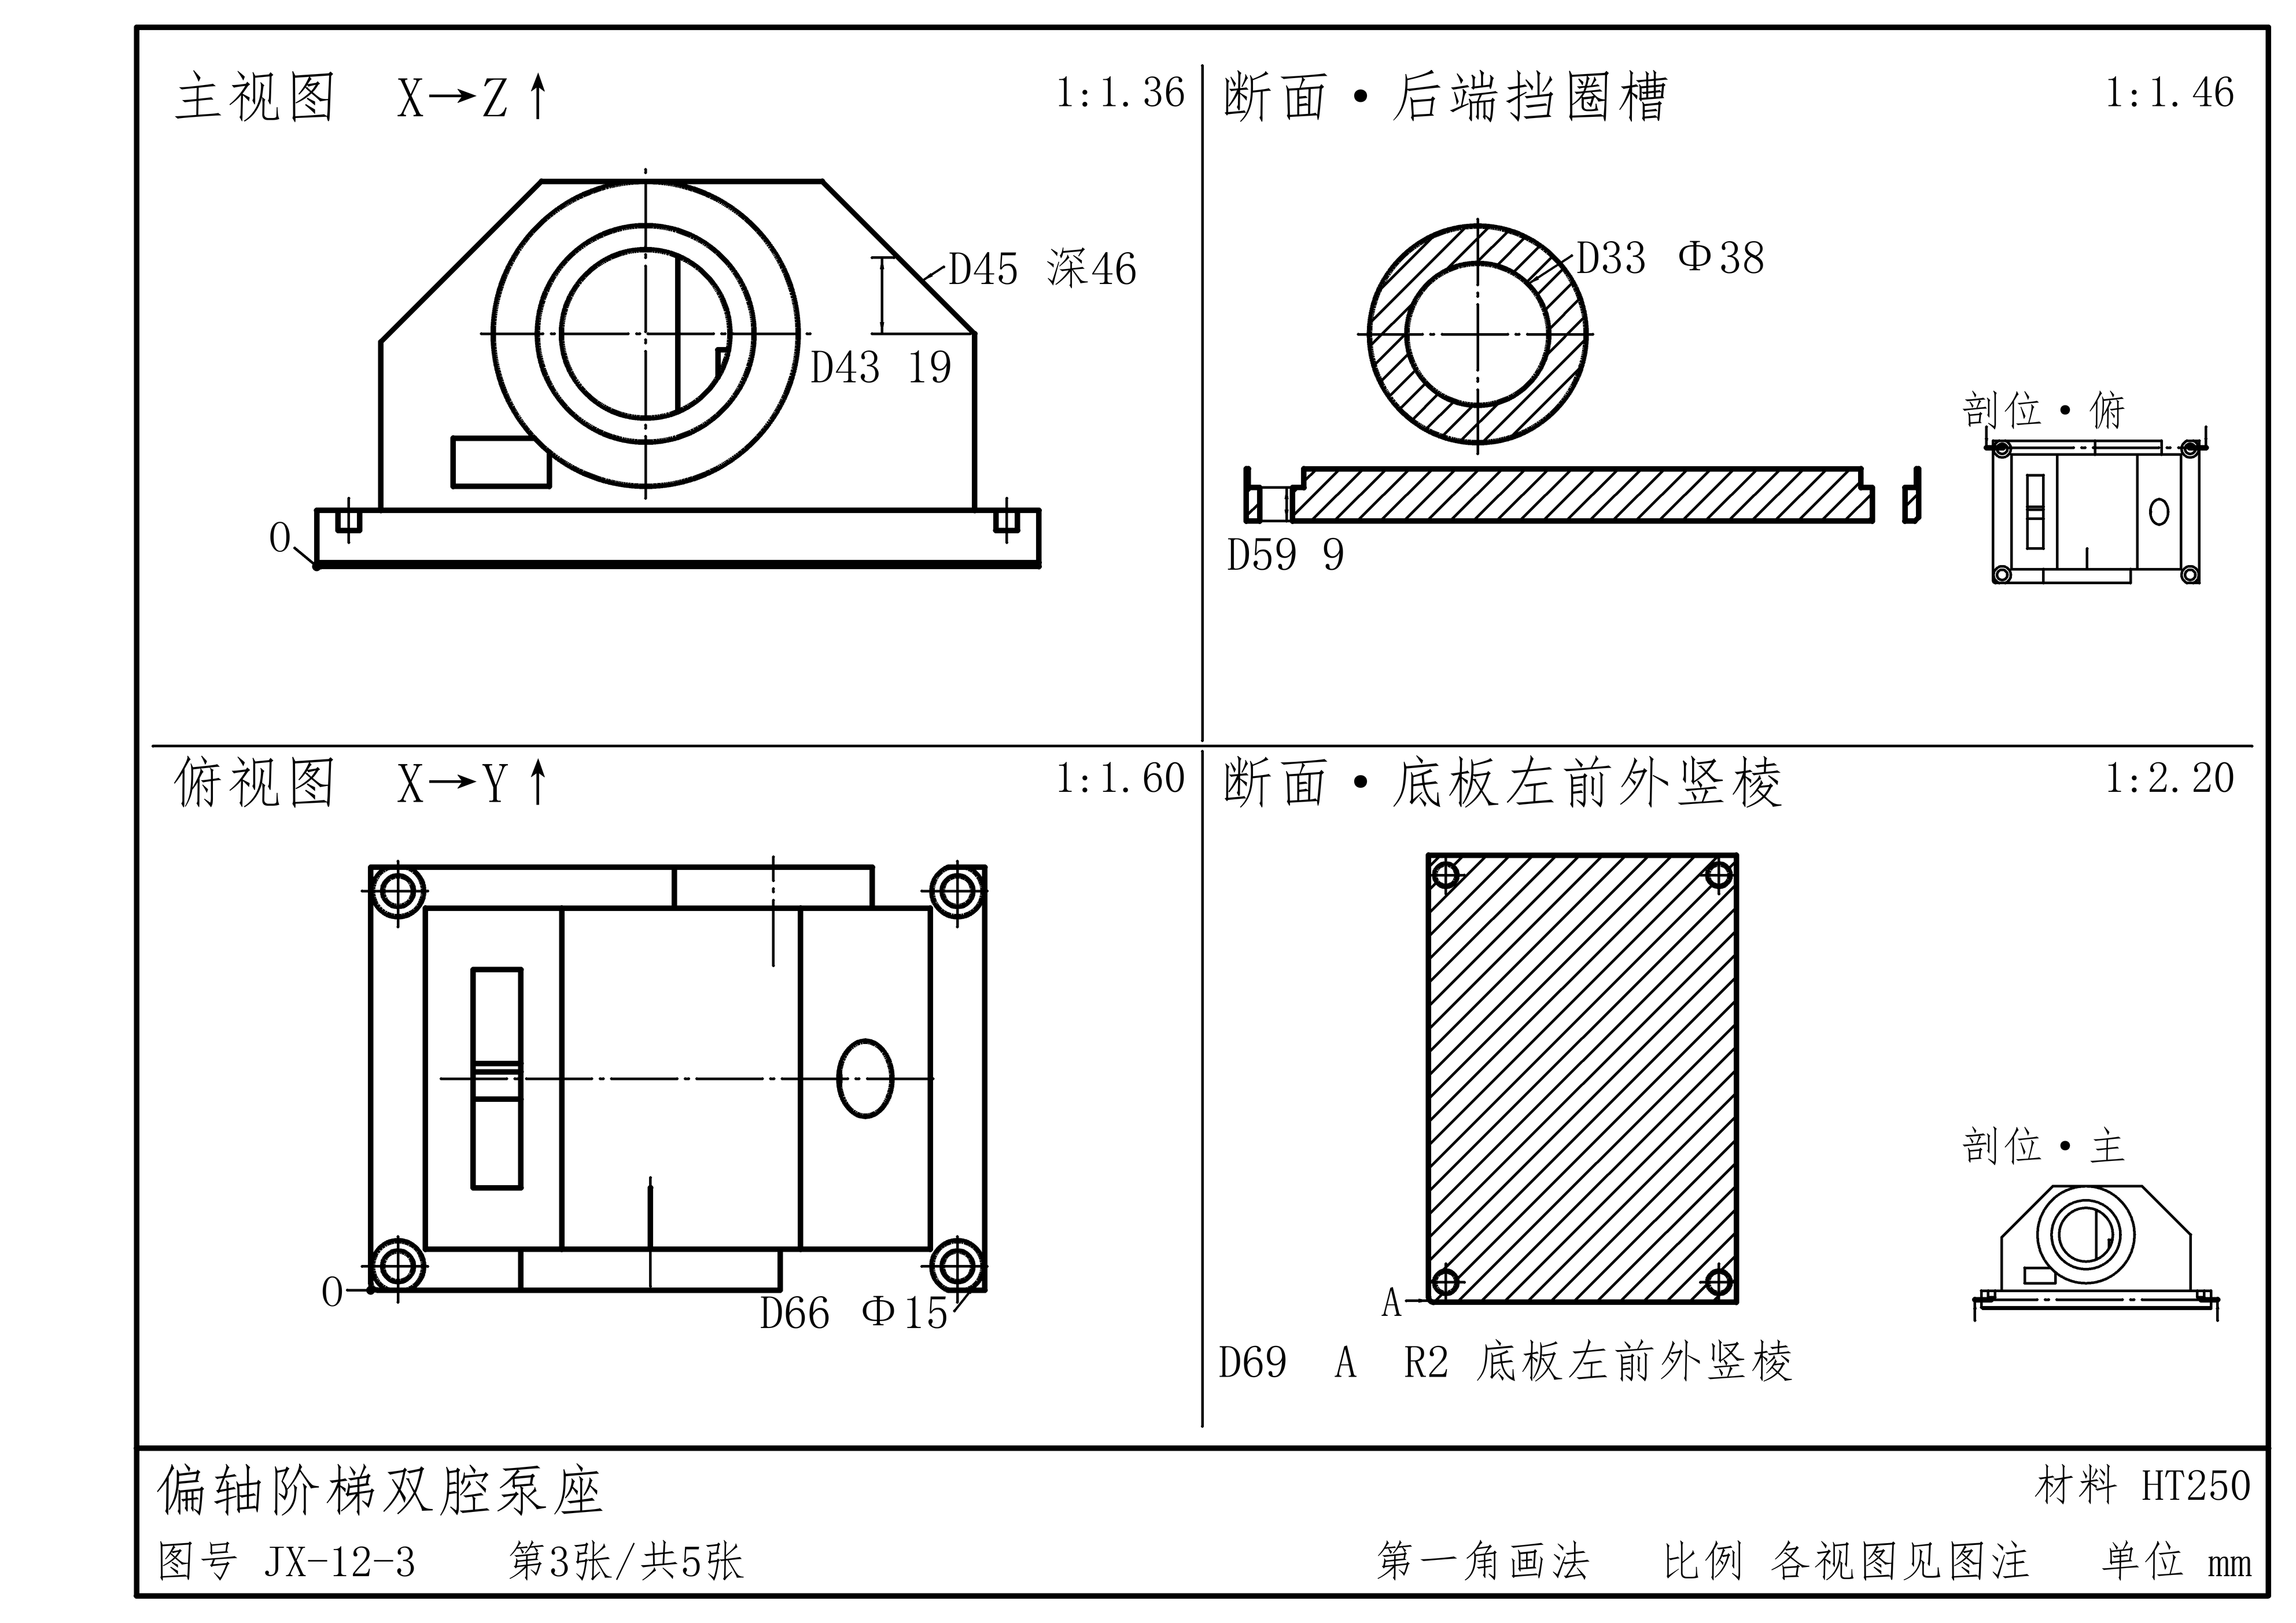 主视图 X→Z↑ 1:1.36
D45 深46
D43 19
O
断面·后端挡圈槽 1:1.46
D33 Φ38
剖位·俯
D59 9
俯视图 X→Y↑ 1:1.60
O
D66 Φ15
断面·底板左前外竖棱 1:2.20
剖位·主
A
D69 A R2 底板左前外竖棱
偏轴阶梯双腔泵座 材料 HT250
图号 JX-12-3 第3张/共5张 第一角画法 比例 各视图见图注 单位 mm